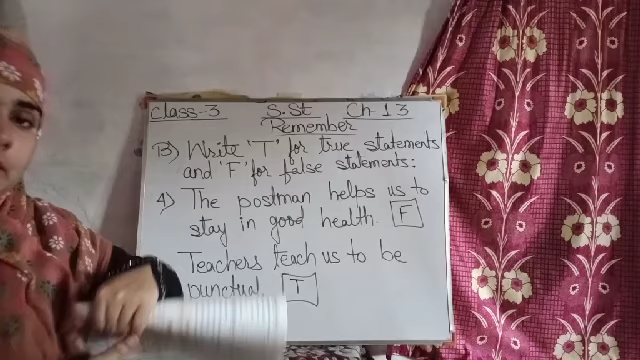 Class-3 S.St Ch-13
Remember
B) Write 'T' for true statements
and 'F' for false statements:
4) The postman helps us to
stay in good health. F
Teachers teach us to be
punctual. T